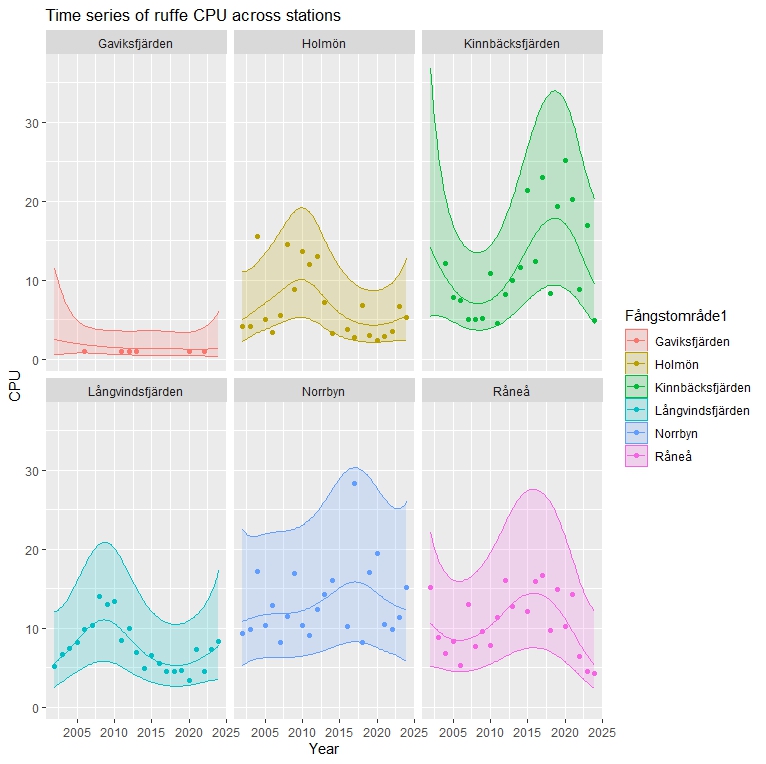 Time series of ruffe CPU across stations
Gaviksfjärden Holmön Kinnbäcksfjärden
30
20
10
0
Långvindsfjärden Norrbyn Råneå
30
20
10
0
2005 2010 2015 2020 2025 2005 2010 2015 2020 2025 2005 2010 2015 2020 2025
Year
CPU
Fångstområde1
Gaviksfjärden
Holmön
Kinnbäcksfjärden
Långvindsfjärden
Norrbyn
Råneå